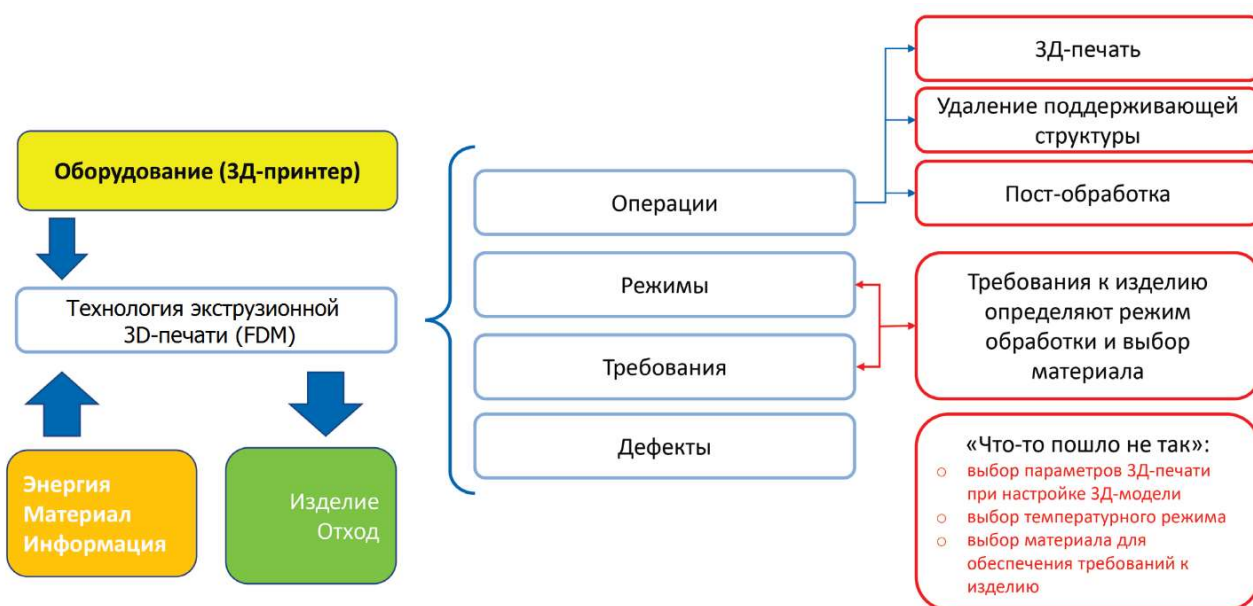 Оборудование (3Д-принтер)
Технология экструзионной
3D-печати (FDM)
Энергия
Материал
Информация
Изделие
Отход
Операции
Режимы
Требования
Дефекты
3Д-печать
Удаление поддерживающей
структуры
Пост-обработка
Требования к изделию
определяют режим
обработки и выбор
материала
«Что-то пошло не так»:
○ выбор параметров 3Д-печати
при настройке 3Д-модели
○ выбор температурного режима
○ выбор материала для
обеспечения требований к
изделию